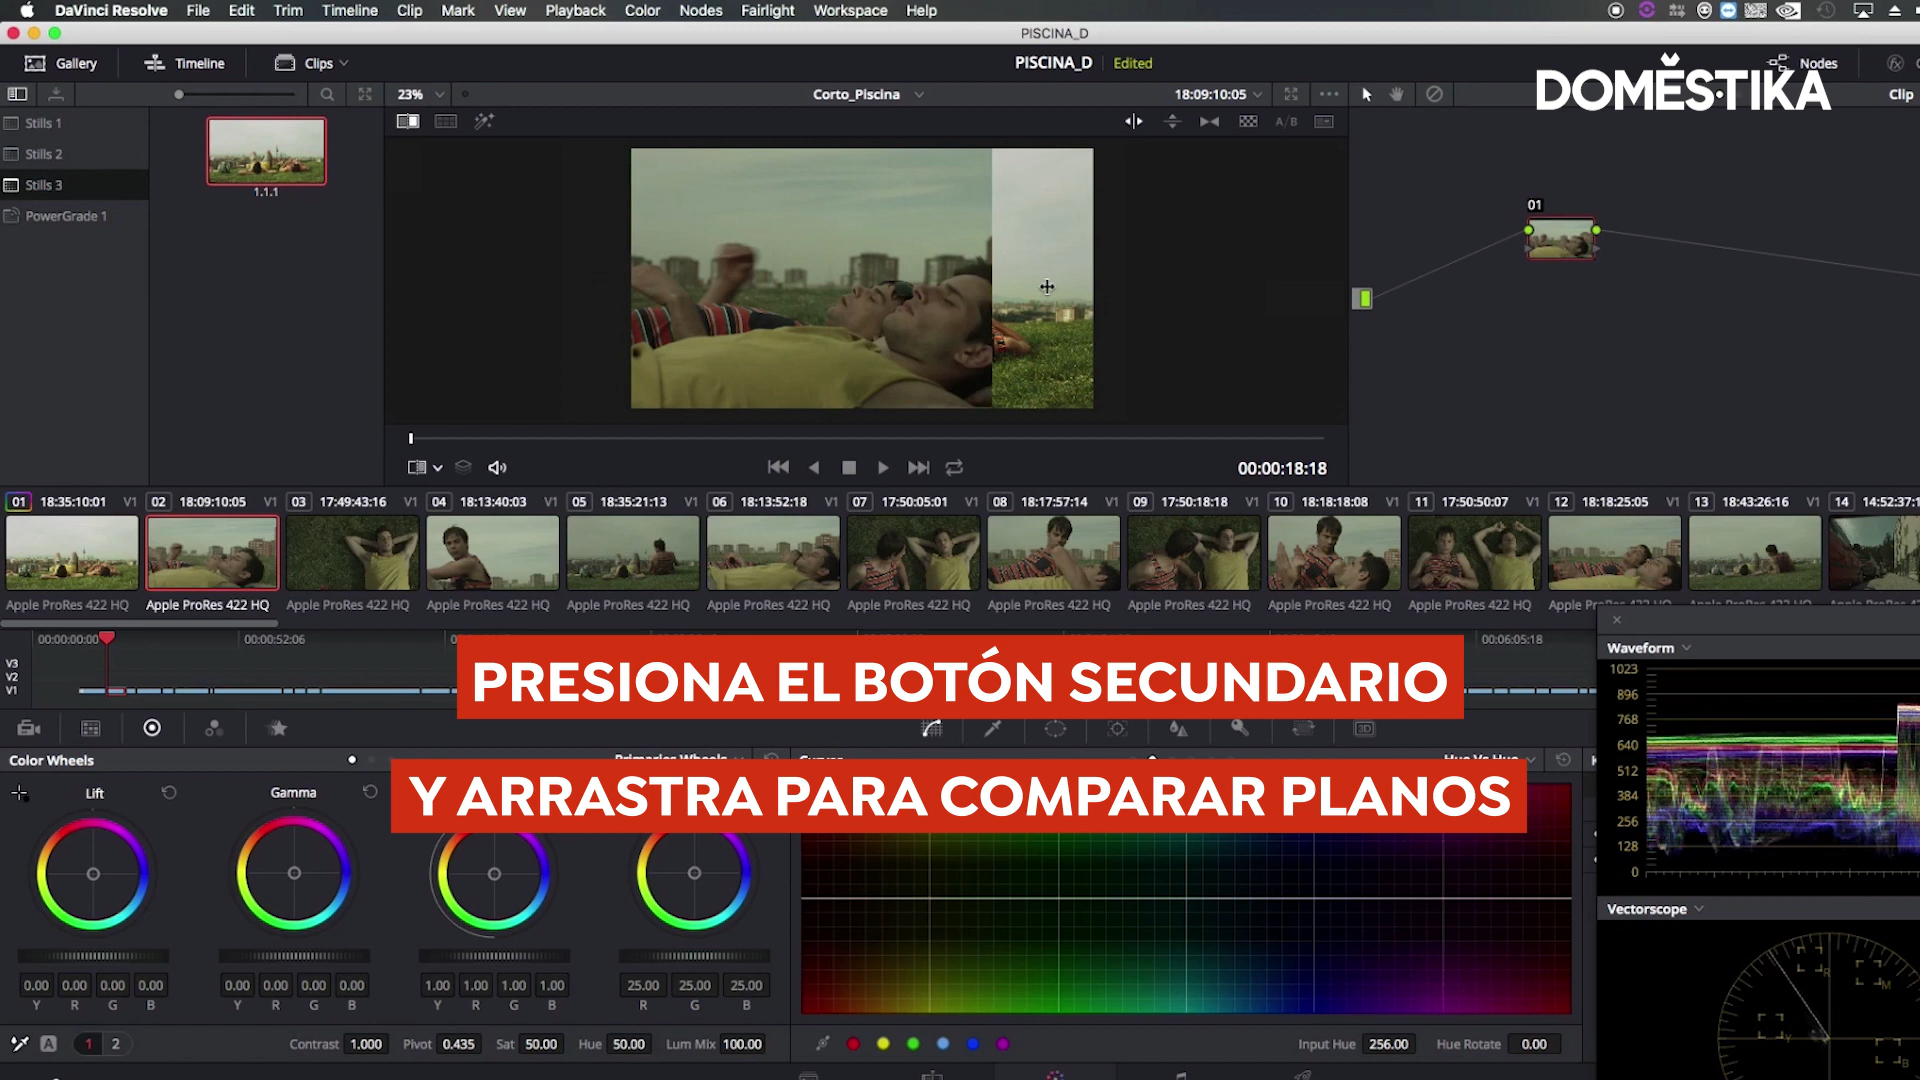 DaVinci Resolve File Edit Trim Timeline Clip Mark View Playback Color Nodes Fairlight Workspace Help
PISCINA_D
Gallery Timeline Clips PISCINA_D Edited Nodes
DOMESTIKA
23% Corto_Piscina 18:09:10:05 Clip
Stills 1
Stills 2
Stills 3
PowerGrade 1
1.1.1
A/B
01
00:00:18:18
01 18:35:10:01 V1 02 18:09:10:05 V1 03 17:49:43:16 V1 04 18:13:40:03 V1 05 18:35:21:13 V1 06 18:13:52:18 V1 07 17:50:05:01 V1 08 18:17:57:14 V1 09 17:50:18:18 V1 10 18:18:18:08 V1 11 17:50:50:07 V1 12 18:18:25:05 V1 13 18:43:26:16 V1 14 14:52:37:1
Apple ProRes 422 HQ Apple ProRes 422 HQ Apple ProRes 422 HQ Apple ProRes 422 HQ Apple ProRes 422 HQ Apple ProRes 422 HQ Apple ProRes 422 HQ Apple ProRes 422 HQ Apple ProRes 422 HQ Apple ProRes 422 HQ Apple ProRes 422 HQ Apple P
00:00:00:00 00:00:52:06 00:06:05:18
V3
V2
V1
PRESIONA EL BOTÓN SECUNDARIO
Y ARRASTRA PARA COMPARAR PLANOS
3D
Color Wheels Primaries Wheels Curves Hue Vs Hue
Lift Gamma
0.00 0.00 0.00 0.00 0.00 0.00 0.00 0.00 1.00 1.00 1.00 1.00 25.00 25.00 25.00
Y R G B Y R G B Y R G B R G B
A 1 2 Contrast 1.000 Pivot 0.435 Sat 50.00 Hue 50.00 Lum Mix 100.00 Input Hue 256.00 Hue Rotate 0.00
Waveform
1023
896
768
640
512
384
256
128
0
Vectorscope
R
M
Y
B